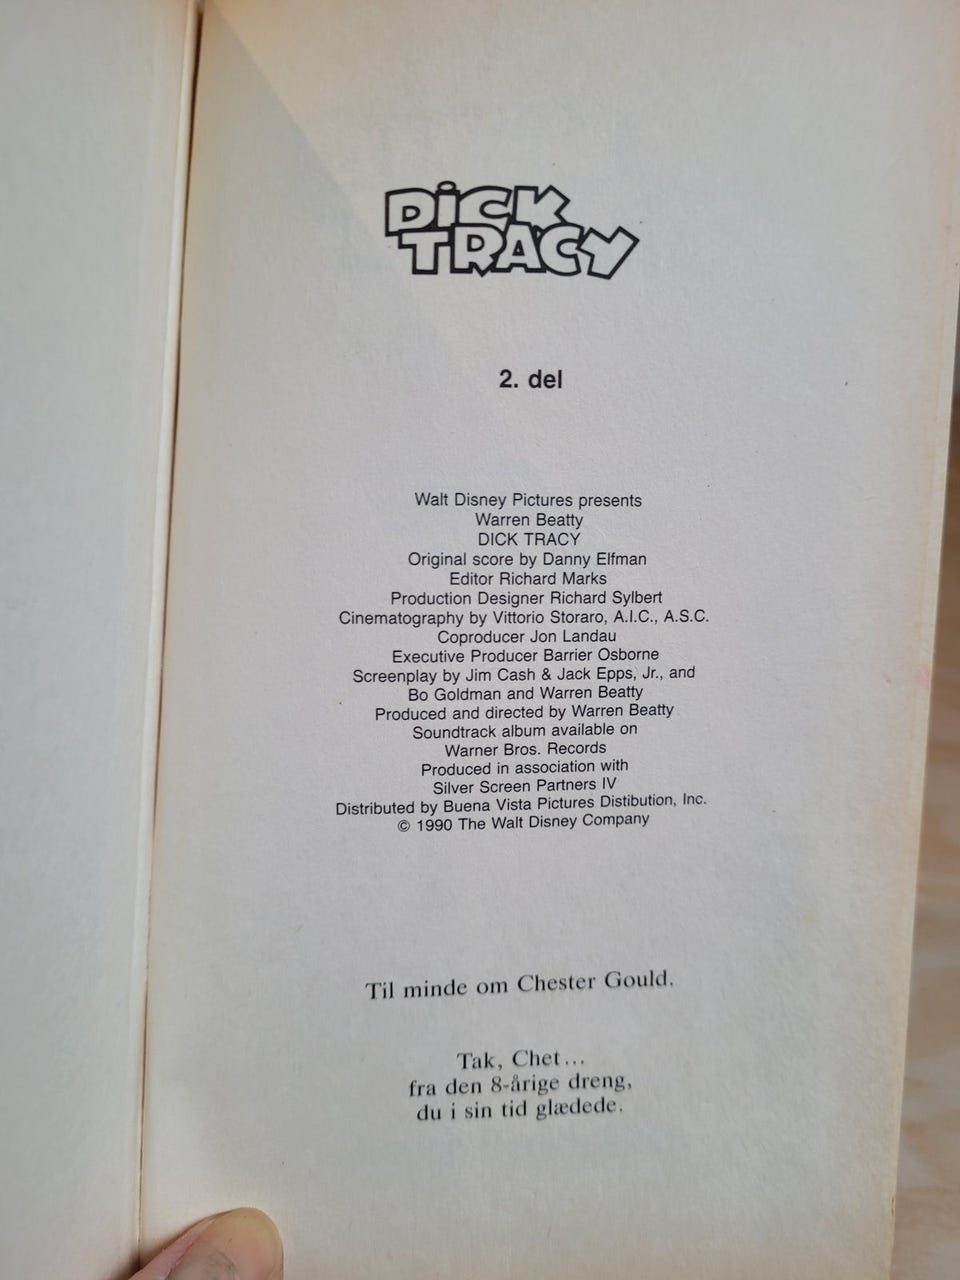 DiCK
TRACY
2. del
Walt Disney Pictures presents
Warren Beatty
DICK TRACY
Original score by Danny Elfman
Editor Richard Marks
Production Designer Richard Sylbert
Cinematography by Vittorio Storaro, A.I.C., A.S.C.
Coproducer Jon Landau
Executive Producer Barrier Osborne
Screenplay by Jim Cash & Jack Epps, Jr., and
Bo Goldman and Warren Beatty
Produced and directed by Warren Beatty
Soundtrack album available on
Warner Bros. Records
Produced in association with
Silver Screen Partners IV
Distributed by Buena Vista Pictures Distibution, Inc.
© 1990 The Walt Disney Company
Til minde om Chester Gould.
Tak, Chet...
fra den 8-årige dreng,
du i sin tid glædede.